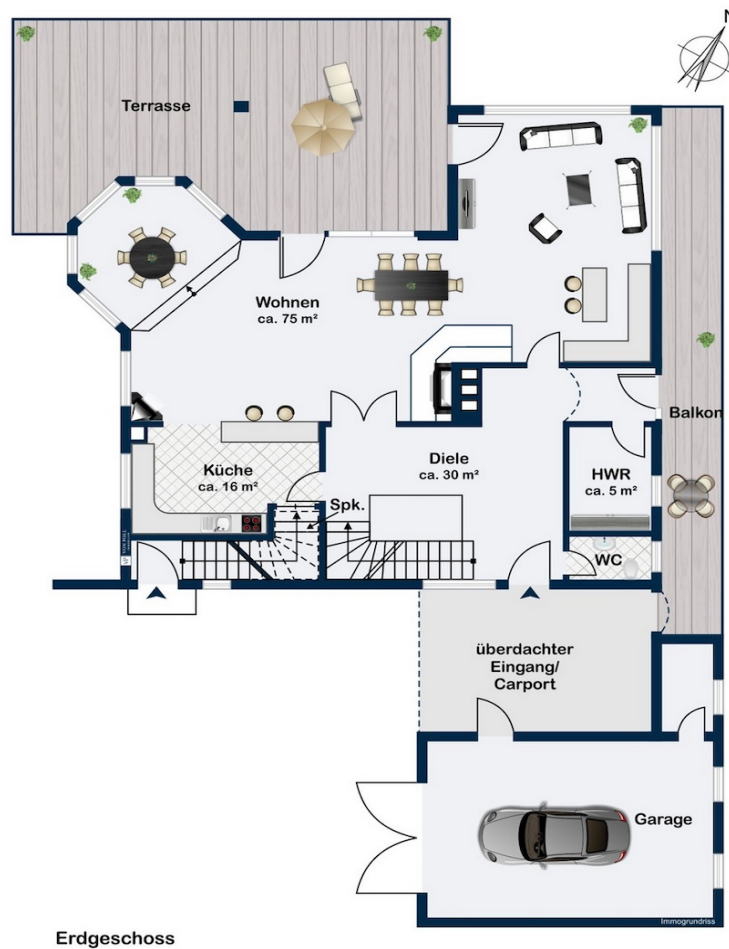 N
Terrasse
Wohnen
ca. 75 m²
Balkon
Küche
ca. 16 m²
Diele
ca. 30 m²
HWR
ca. 5 m²
Spk.
WC
überdachter
Eingang/
Carport
Garage
Immogrundriss
Erdgeschoss